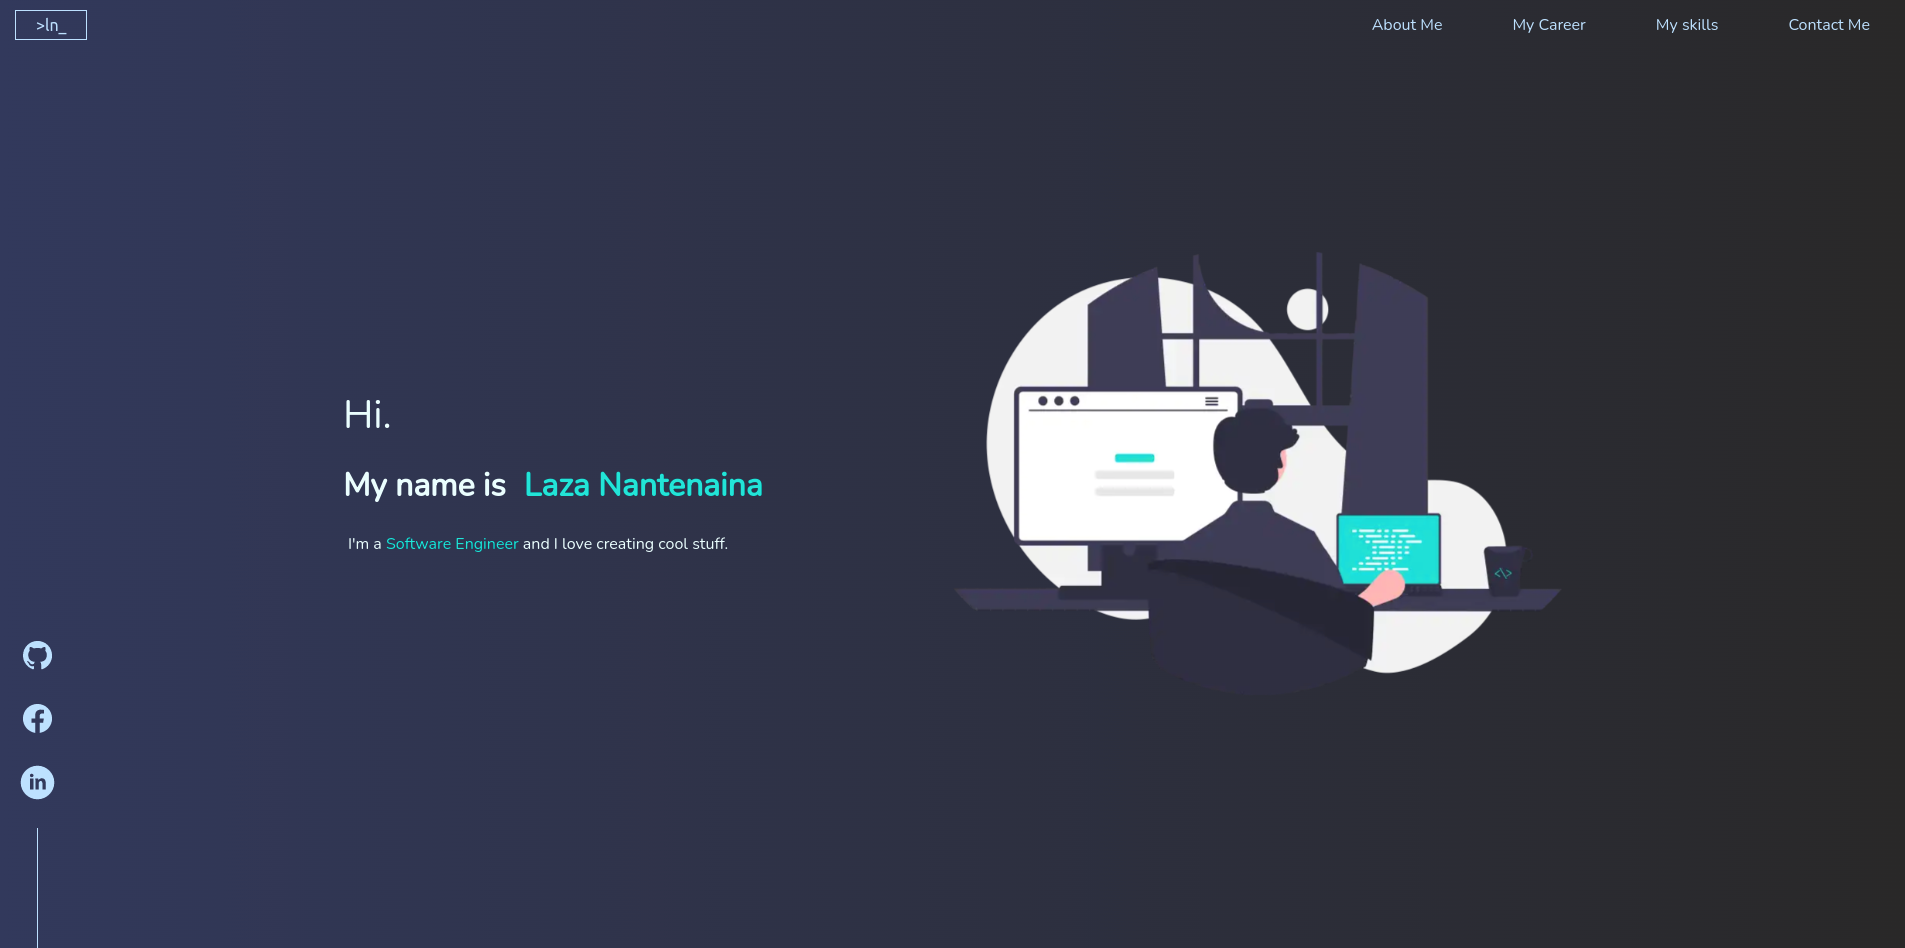 >ln_
About Me My Career My skills Contact Me
Hi.
My name is Laza Nantenaina
I'm a Software Engineer and I love creating cool stuff.
</>
in